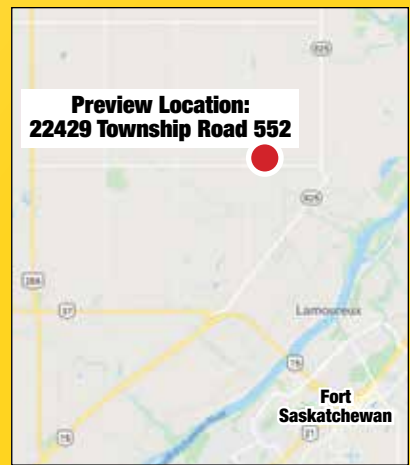 825
Preview Location:
22429 Township Road 552
825
28A
37
Lamoureux
15
Fort
Saskatchewan
15
21